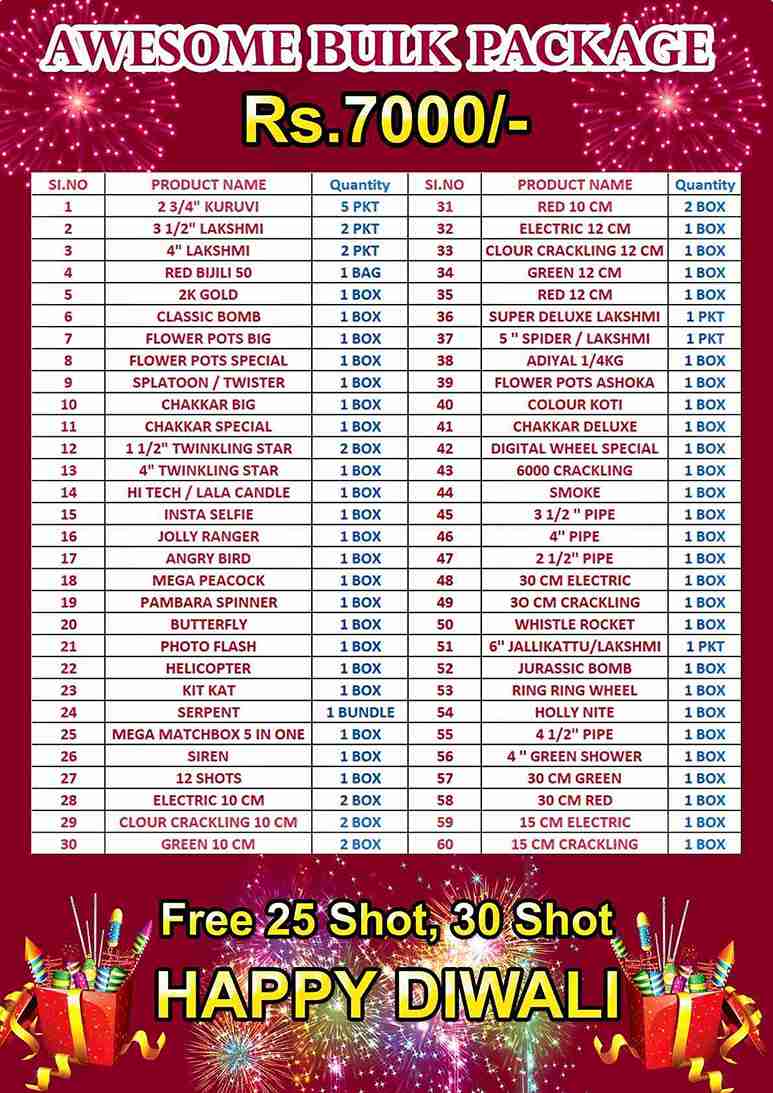 AWESOME BULK PACKAGE
Rs.7000/-
SI.NO PRODUCT NAME Quantity SI.NO PRODUCT NAME Quantity
1 2 3/4" KURUVI 5 PKT 31 RED 10 CM 2 BOX
2 3 1/2" LAKSHMI 2 PKT 32 ELECTRIC 12 CM 1 BOX
3 4" LAKSHMI 2 PKT 33 CLOUR CRACKLING 12 CM 1 BOX
4 RED BIJILI 50 1 BAG 34 GREEN 12 CM 1 BOX
5 2K GOLD 1 BOX 35 RED 12 CM 1 BOX
6 CLASSIC BOMB 1 BOX 36 SUPER DELUXE LAKSHMI 1 PKT
7 FLOWER POTS BIG 1 BOX 37 5 " SPIDER / LAKSHMI 1 PKT
8 FLOWER POTS SPECIAL 1 BOX 38 ADIYAL 1/4KG 1 BOX
9 SPLATOON / TWISTER 1 BOX 39 FLOWER POTS ASHOKA 1 BOX
10 CHAKKAR BIG 1 BOX 40 COLOUR KOTI 1 BOX
11 CHAKKAR SPECIAL 1 BOX 41 CHAKKAR DELUXE 1 BOX
12 1 1/2" TWINKLING STAR 2 BOX 42 DIGITAL WHEEL SPECIAL 1 BOX
13 4" TWINKLING STAR 1 BOX 43 6000 CRACKLING 1 BOX
14 HI TECH / LALA CANDLE 1 BOX 44 SMOKE 1 BOX
15 INSTA SELFIE 1 BOX 45 3 1/2 " PIPE 1 BOX
16 JOLLY RANGER 1 BOX 46 4" PIPE 1 BOX
17 ANGRY BIRD 1 BOX 47 2 1/2" PIPE 1 BOX
18 MEGA PEACOCK 1 BOX 48 30 CM ELECTRIC 1 BOX
19 PAMBARA SPINNER 1 BOX 49 3O CM CRACKLING 1 BOX
20 BUTTERFLY 1 BOX 50 WHISTLE ROCKET 1 BOX
21 PHOTO FLASH 1 BOX 51 6" JALLIKATTU/LAKSHMI 1 PKT
22 HELICOPTER 1 BOX 52 JURASSIC BOMB 1 BOX
23 KIT KAT 1 BOX 53 RING RING WHEEL 1 BOX
24 SERPENT 1 BUNDLE 54 HOLLY NITE 1 BOX
25 MEGA MATCHBOX 5 IN ONE 1 BOX 55 4 1/2" PIPE 1 BOX
26 SIREN 1 BOX 56 4 " GREEN SHOWER 1 BOX
27 12 SHOTS 1 BOX 57 30 CM GREEN 1 BOX
28 ELECTRIC 10 CM 2 BOX 58 30 CM RED 1 BOX
29 CLOUR CRACKLING 10 CM 2 BOX 59 15 CM ELECTRIC 1 BOX
30 GREEN 10 CM 2 BOX 60 15 CM CRACKLING 1 BOX
Free 25 Shot, 30 Shot
HAPPY DIWALI